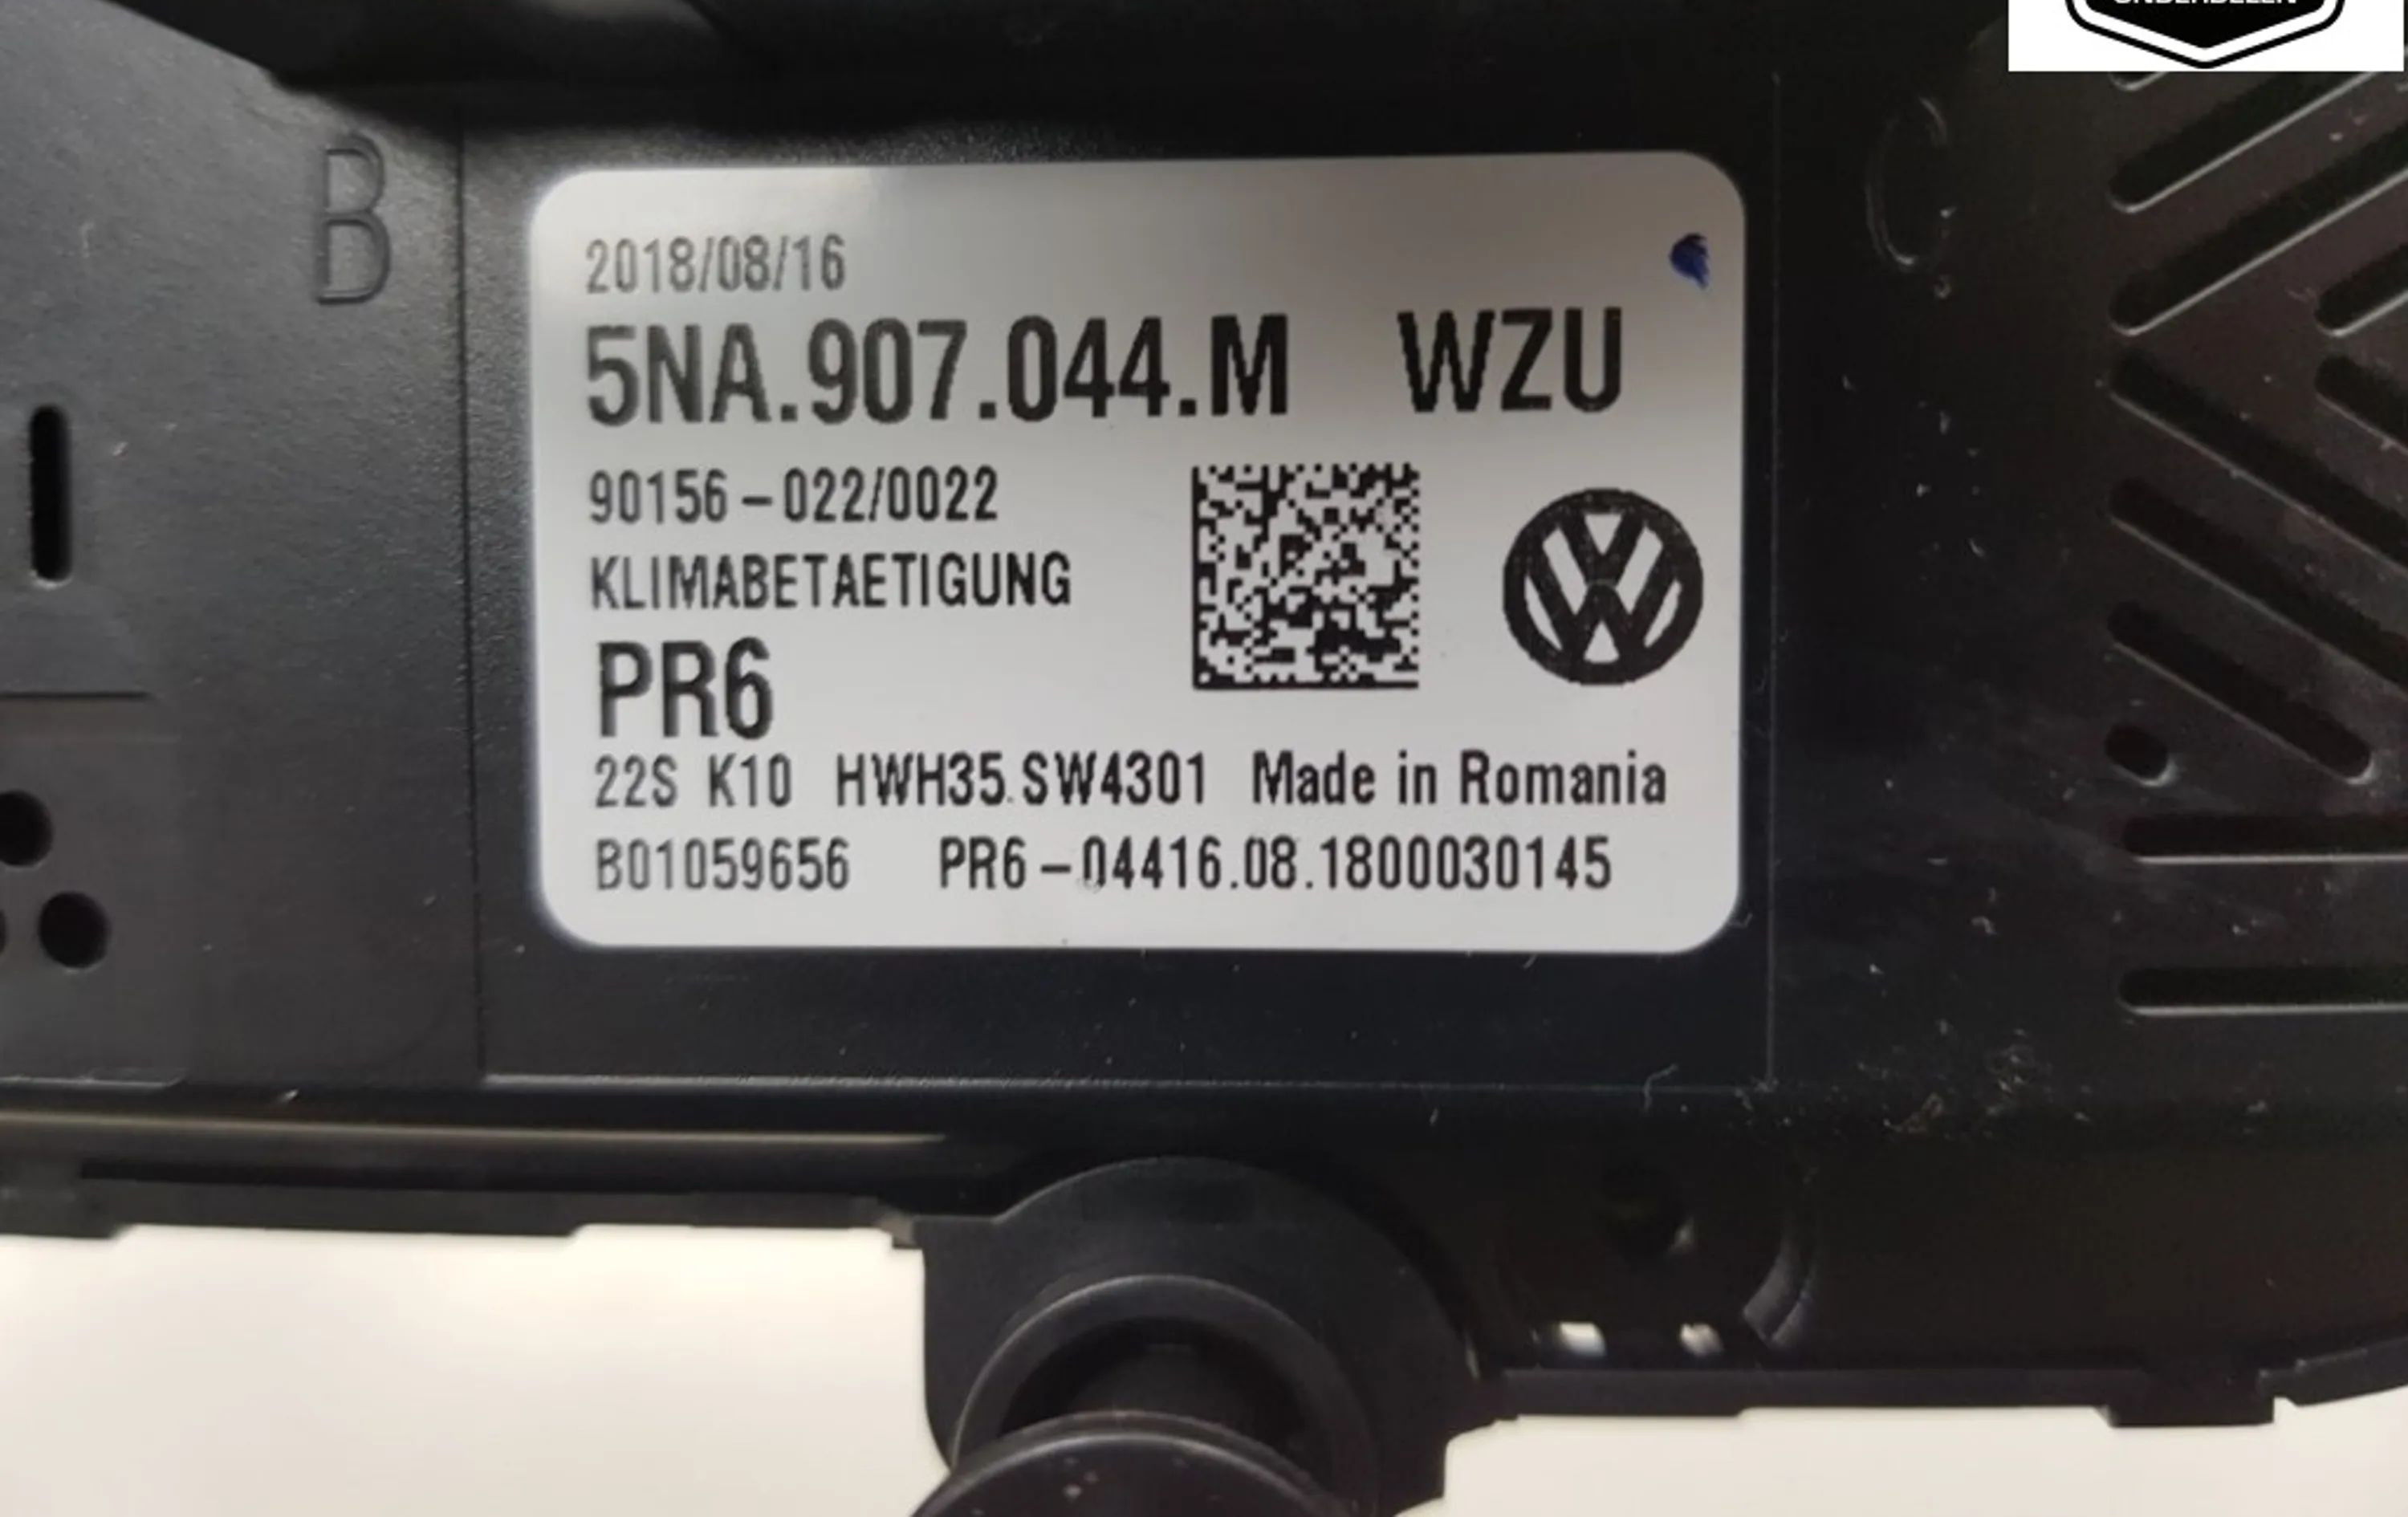 ONDERDELEN
B
2018/08/16
5NA.907.044.M WZU
90156-022/0022
KLIMABETAETIGUNG
PR6
22S K10 HWH35.SW4301 Made in Romania
B01059656 PR6-04416.08.1800030145